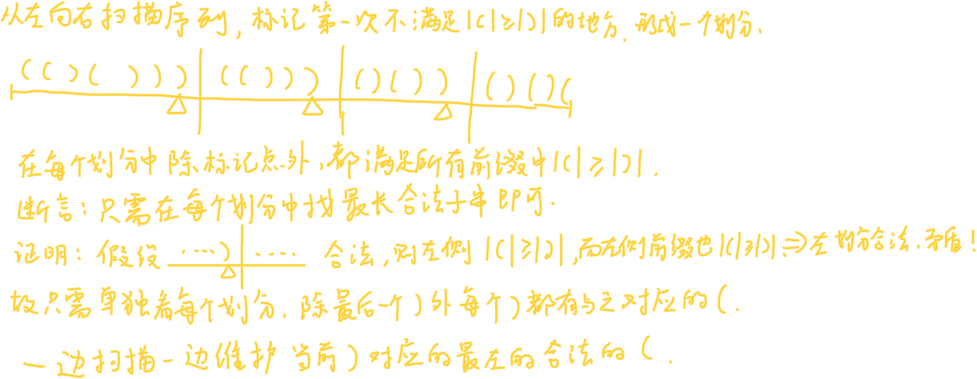 从左向右扫描序列,标记第一次不满足|(|≥|)|的地方,形成一个划分.
(()()))|(()))|()())|()()(
在每个划分中除标记点外,都满足所有前缀中|(|≥|)|.
断言:只需在每个划分中找最长合法子串即可.
证明:假设 ····)|···· 合法,则左侧|(|≥|)|,而左侧前缀也|(|≥|)|⇒左划分合法.矛盾!
故只需单独看每个划分.除最后一个)外每个)都有与之对应的(.
一边扫描一边维护当前)对应的最左的合法的(.